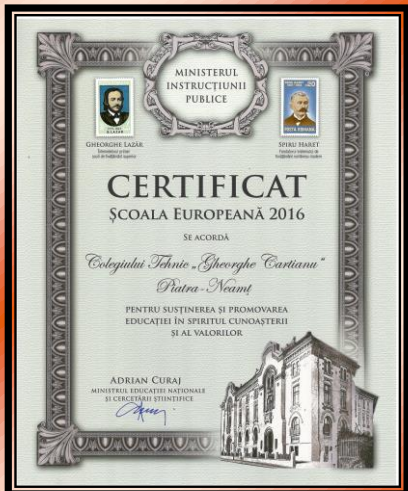 MINISTERUL
INSTRUCȚIUNII
PUBLICE
GHEORGHE LAZĂR
SPIRU HARET
CERTIFICAT
ȘCOALA EUROPEANĂ 2016
SE ACORDĂ
Colegiului Tehnic „Gheorghe Cartianu“
Piatra-Neamț
PENTRU SUSȚINEREA ȘI PROMOVAREA
EDUCAȚIEI ÎN SPIRITUL CUNOAȘTERII
ȘI AL VALORILOR
ADRIAN CURAJ
MINISTRUL EDUCAȚIEI NAȚIONALE
ȘI CERCETĂRII ȘTIINȚIFICE